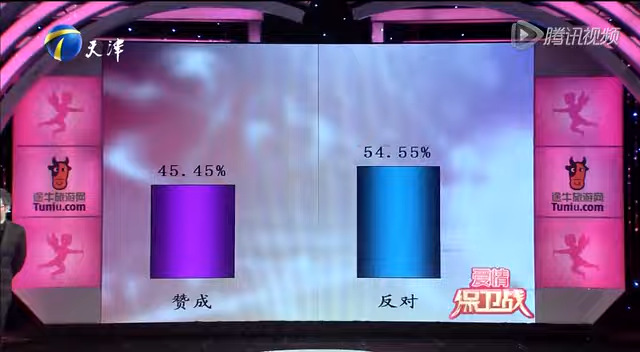 天津
腾讯视频
45.45%
54.55%
赞成
反对
途牛旅游网
Tuniu.com
途牛旅游网
Tuniu.com
爱情
保卫战